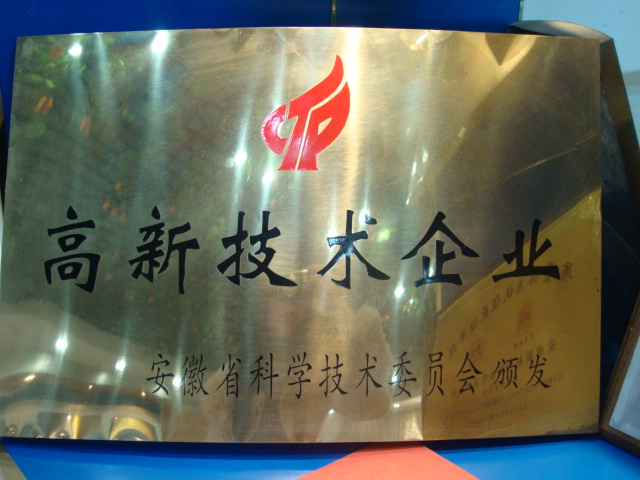 高新技术企业
安徽省科学技术委员会 颁发